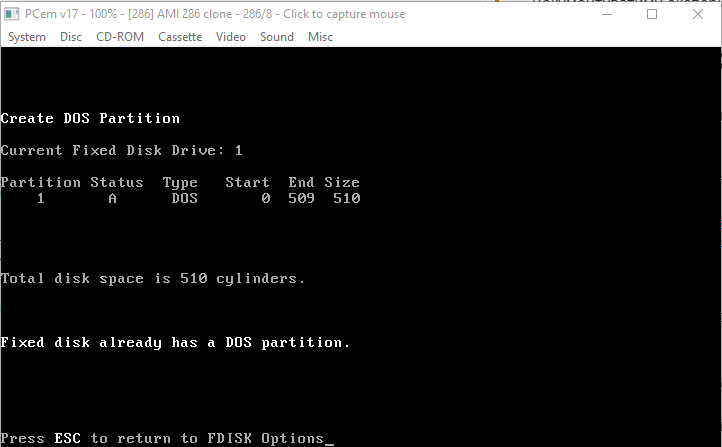 PCem v17 - 100% - [286] AMI 286 clone - 286/8 - Click to capture mouse
System Disc CD-ROM Cassette Video Sound Misc
Create DOS Partition
Current Fixed Disk Drive: 1
Partition Status Type Start End Size
1 A DOS 0 509 510
Total disk space is 510 cylinders.
Fixed disk already has a DOS partition.
Press ESC to return to FDISK Options_